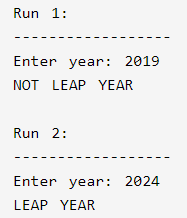 Run 1:
------------------
Enter year: 2019
NOT LEAP YEAR
Run 2:
------------------
Enter year: 2024
LEAP YEAR